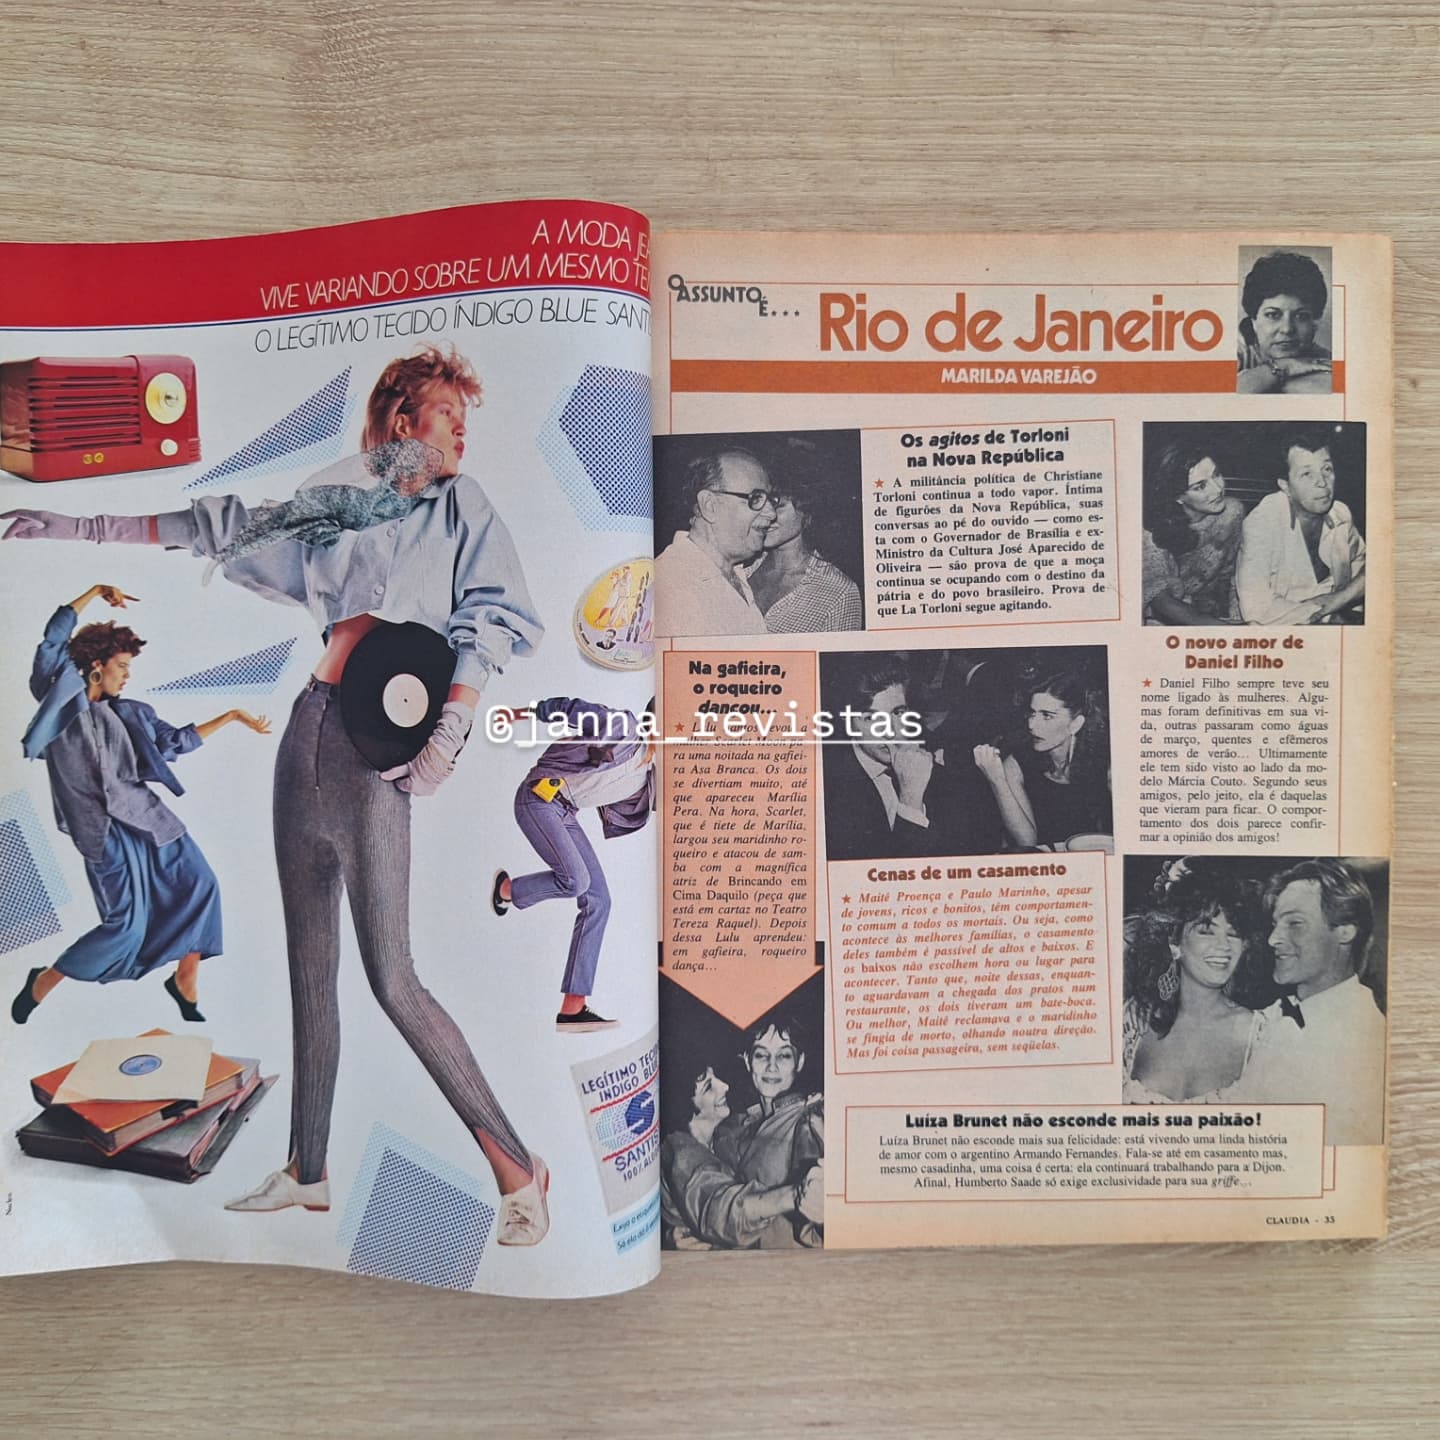 A MODA
VIVE VARIANDO SOBRE UM MESMO
O LEGÍTIMO TECIDO ÍNDIGO BLUE
LEGÍTIMO
INDIGO
S
100%
Nucleo
O ASSUNTO É...
Rio de Janeiro
MARILDA VAREJÃO
Os agitos de Torloni
na Nova República
★ A militância política de Christiane
Torloni continua a todo vapor. Íntima
de figurões da Nova República, suas
conversas ao pé do ouvido — como es-
ta com o Governador de Brasília e ex-
Ministro da Cultura José Aparecido de
Oliveira — são prova de que a moça
continua se ocupando com o destino da
pátria e do povo brasileiro. Prova de
que La Torloni segue agitando.
O novo amor de
Daniel Filho
★ Daniel Filho sempre teve seu
nome ligado às mulheres. Algu-
mas foram definitivas em sua vi-
da, outras passaram como águas
de março, quentes e efêmeros
amores de verão... Ultimamente
ele tem sido visto ao lado da mo-
delo Márcia Couto. Segundo seus
amigos, pelo jeito, ela é daquelas
que vieram para ficar. O compor-
tamento dos dois parece confir-
mar a opinião dos amigos!
Na gafieira,
o roqueiro
dançou...
★ Lulu Santos levou a
mulher Scarlet Moon pa-
ra uma noitada na gafiei-
ra Asa Branca. Os dois
se divertiam muito, até
que apareceu Marília
Pera. Na hora, Scarlet,
que é tiete de Marília,
largou seu maridinho ro-
queiro e atacou de sam-
ba com a magnífica
atriz de Brincando em
Cima Daquilo (peça que
está em cartaz no Teatro
Tereza Raquel). Depois
dessa Lulu aprendeu:
em gafieira, roqueiro
dança...
Cenas de um casamento
★ Maitê Proença e Paulo Marinho, apesar
de jovens, ricos e bonitos, têm comportamen-
to comum a todos os mortais. Ou seja, como
acontece às melhores famílias, o casamento
deles também é passível de altos e baixos. E
os baixos não escolhem hora ou lugar para
acontecer. Tanto que, noite dessas, enquan-
to aguardavam a chegada dos pratos num
restaurante, os dois tiveram um bate-boca.
Ou melhor, Maitê reclamava e o maridinho
se fingia de morto, olhando noutra direção.
Mas foi coisa passageira, sem seqüelas.
Luíza Brunet não esconde mais sua paixão!
Luíza Brunet não esconde mais sua felicidade: está vivendo uma linda história
de amor com o argentino Armando Fernandes. Fala-se até em casamento mas,
mesmo casadinha, uma coisa é certa: ela continuará trabalhando para a Dijon.
Afinal, Humberto Saade só exige exclusividade para sua griffe...
CLAUDIA - 35
@janna_revistas